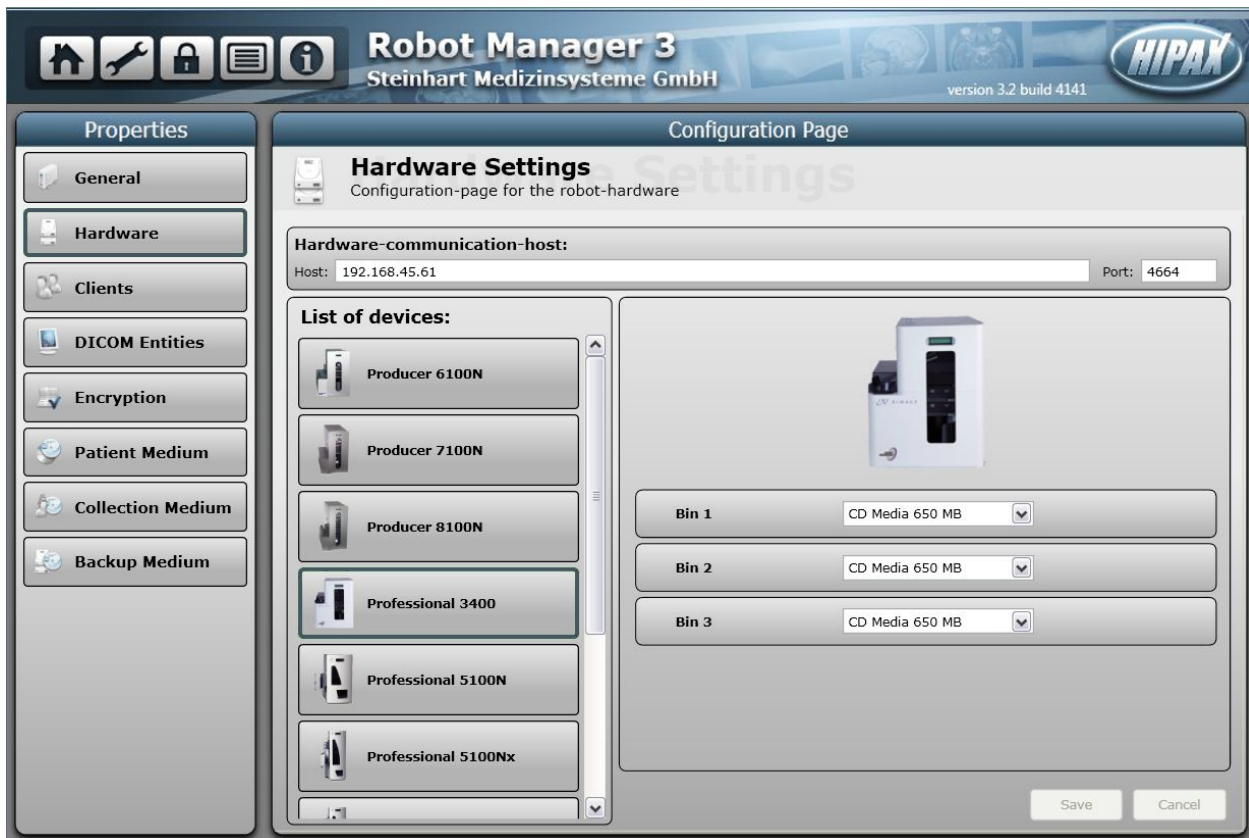 Robot Manager 3
Steinhart Medizinsysteme GmbH
version 3.2 build 4141
HIPAX
Properties
General
Hardware
Clients
DICOM Entities
Encryption
Patient Medium
Collection Medium
Backup Medium
Configuration Page
Hardware Settings
Configuration-page for the robot-hardware
Hardware-communication-host:
Host: 192.168.45.61 Port: 4664
List of devices:
Producer 6100N
Producer 7100N
Producer 8100N
Professional 3400
Professional 5100N
Professional 5100Nx
RIMAGE
Bin 1 CD Media 650 MB
Bin 2 CD Media 650 MB
Bin 3 CD Media 650 MB
Save Cancel